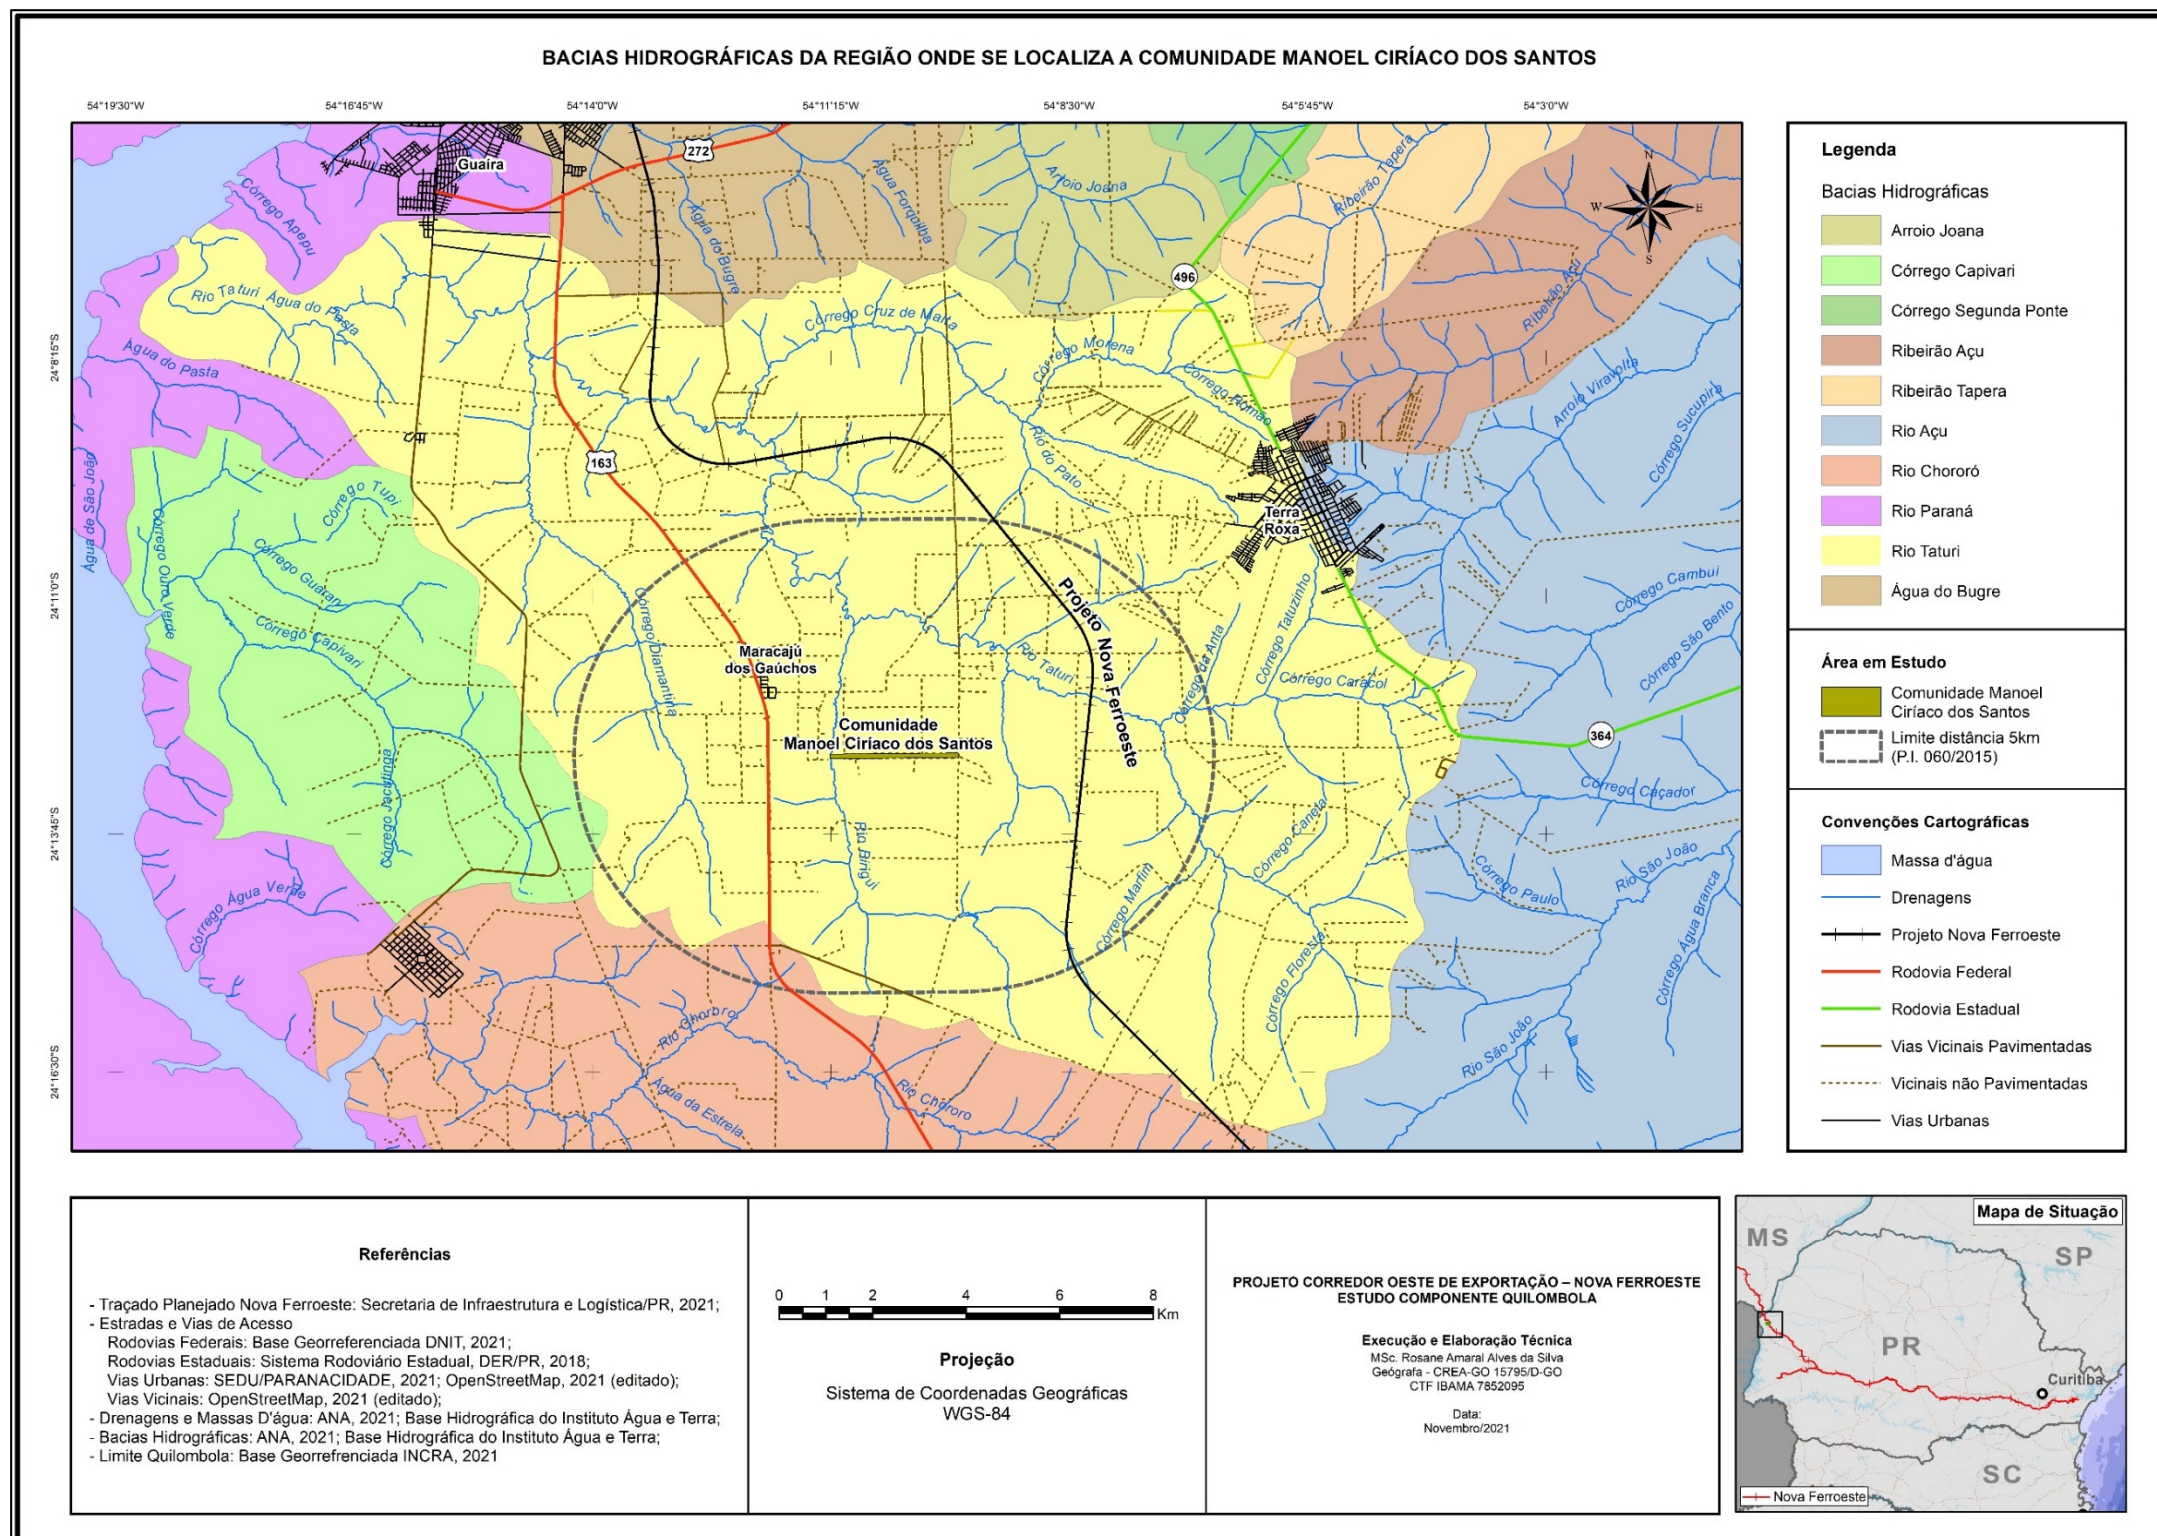 BACIAS HIDROGRÁFICAS DA REGIÃO ONDE SE LOCALIZA A COMUNIDADE MANOEL CIRÍACO DOS SANTOS
54°19'30"W
54°16'45"W
54°14'0"W
54°11'15"W
54°8'30"W
54°5'45"W
54°3'0"W
24°8'15"S
24°11'0"S
24°13'45"S
24°16'30"S
Guaíra
272
Córrego Apepu
Água do Bugre
Água Forquilha
Arroio Joana
Ribeirão Tapera
N
W
E
S
496
Ribeirão Açu
Rio Taturi
Água do Pasta
Córrego Cruz de Malta
Água do Pasta
Córrego Morena
Córrego Romão
Arroio Viravolta
Córrego Sucupira
163
Rio do Pato
Água de São João
Córrego Tupí
Córrego Ouro Verde
Córrego Guarani
Córrego Capivari
Terra
Roxa
Córrego Cambuí
Córrego São Bento
Projeto Nova Ferroeste
Córrego Diamantina
Maracajú
dos Gaúchos
Rio Taturi
Córrego da Anta
Córrego Tatuzinho
Córrego Caracol
Comunidade
Manoel Ciríaco dos Santos
364
Córrego Jacutinga
Córrego Caçador
Córrego Canela
Rio Birigui
Córrego Água Verde
Córrego Marfim
Córrego Paulo
Rio São João
Córrego Água Branca
Córrego Floresta
Rio Chororo
Rio São João
Água da Estrela
Rio Chororo
Legenda
Bacias Hidrográficas
Arroio Joana
Córrego Capivari
Córrego Segunda Ponte
Ribeirão Açu
Ribeirão Tapera
Rio Açu
Rio Chororó
Rio Paraná
Rio Taturi
Água do Bugre
Área em Estudo
Comunidade Manoel
Ciríaco dos Santos
Limite distância 5km
(P.I. 060/2015)
Convenções Cartográficas
Massa d'água
Drenagens
Projeto Nova Ferroeste
Rodovia Federal
Rodovia Estadual
Vias Vicinais Pavimentadas
Vicinais não Pavimentadas
Vias Urbanas
Referências
- Traçado Planejado Nova Ferroeste: Secretaria de Infraestrutura e Logística/PR, 2021;
- Estradas e Vias de Acesso
Rodovias Federais: Base Georreferenciada DNIT, 2021;
Rodovias Estaduais: Sistema Rodoviário Estadual, DER/PR, 2018;
Vias Urbanas: SEDU/PARANACIDADE, 2021; OpenStreetMap, 2021 (editado);
Vias Vicinais: OpenStreetMap, 2021 (editado);
- Drenagens e Massas D'água: ANA, 2021; Base Hidrográfica do Instituto Água e Terra;
- Bacias Hidrográficas: ANA, 2021; Base Hidrográfica do Instituto Água e Terra;
- Limite Quilombola: Base Georrefrenciada INCRA, 2021
0 1 2 4 6 8
Km
Projeção
Sistema de Coordenadas Geográficas
WGS-84
PROJETO CORREDOR OESTE DE EXPORTAÇÃO – NOVA FERROESTE
ESTUDO COMPONENTE QUILOMBOLA
Execução e Elaboração Técnica
MSc. Rosane Amaral Alves da Silva
Geógrafa - CREA-GO 15795/D-GO
CTF IBAMA 7852095
Data:
Novembro/2021
Mapa de Situação
MS
SP
PR
Curitiba
SC
Nova Ferroeste